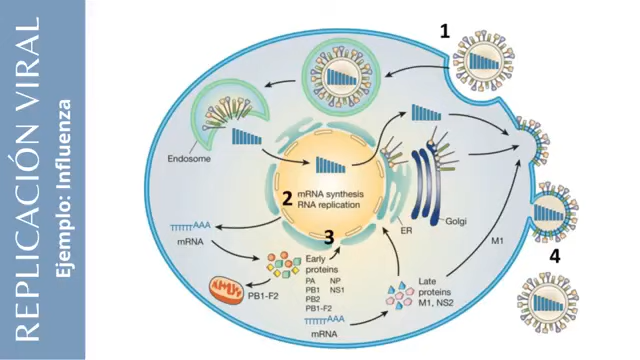 REPLICACIÓN VIRAL
Ejemplo: Influenza
1
Endosome
2
mRNA synthesis
RNA replication
3
AAA
mRNA
Early
proteins
PA NP
PB1 NS1
PB2
PB1-F2
PB1-F2
AAA
mRNA
ER
Golgi
Late
proteins
M1, NS2
M1
4